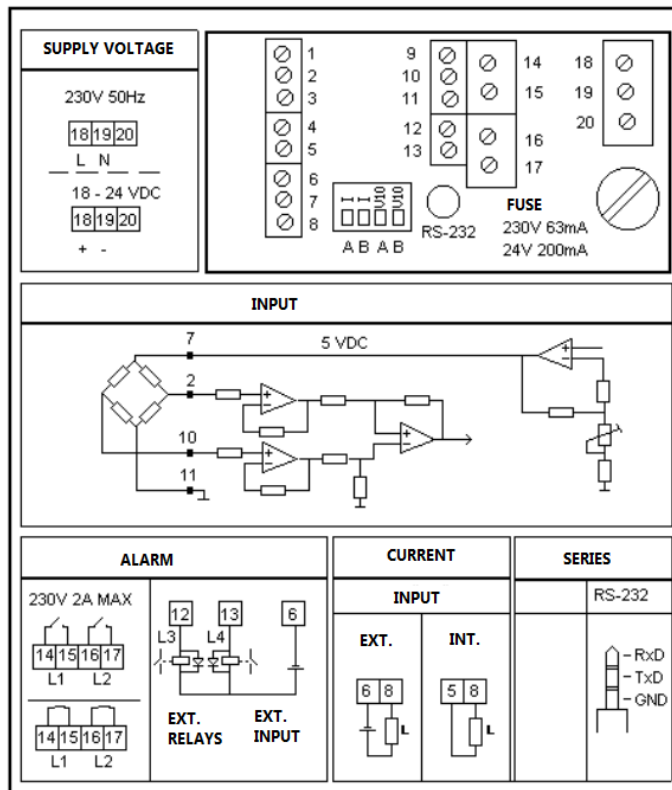 SUPPLY VOLTAGE
230V 50Hz
18 19 20
L N
18 - 24 VDC
18 19 20
+ -
1
2
3
4
5
6
7
8
9
10
11
12
13
14
15
16
17
18
19
20
I I U10 U10
A B A B
RS-232
FUSE
230V 63mA
24V 200mA
INPUT
7
5 VDC
2
10
11
+
-
+
-
+
-
+
-
ALARM
230V 2A MAX
14 15 16 17
L1 L2
14 15 16 17
L1 L2
12 13 6
L3 L4
EXT.
RELAYS
EXT.
INPUT
CURRENT
INPUT
EXT.
6 8
L
INT.
5 8
L
SERIES
RS-232
- RxD
- TxD
- GND